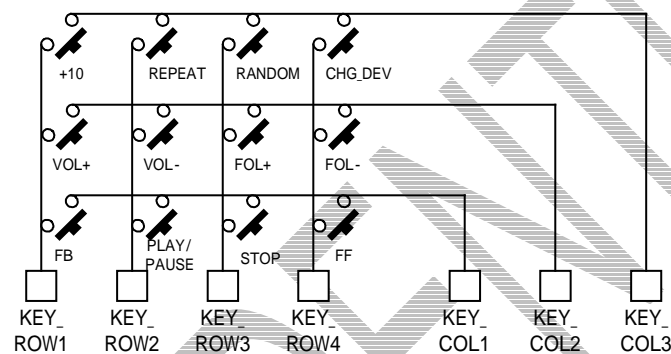 +10 REPEAT RANDOM CHG_DEV
VOL+ VOL- FOL+ FOL-
FB PLAY/ STOP FF
PAUSE
KEY_ KEY_ KEY_ KEY_ KEY_ KEY_ KEY_
ROW1 ROW2 ROW3 ROW4 COL1 COL2 COL3